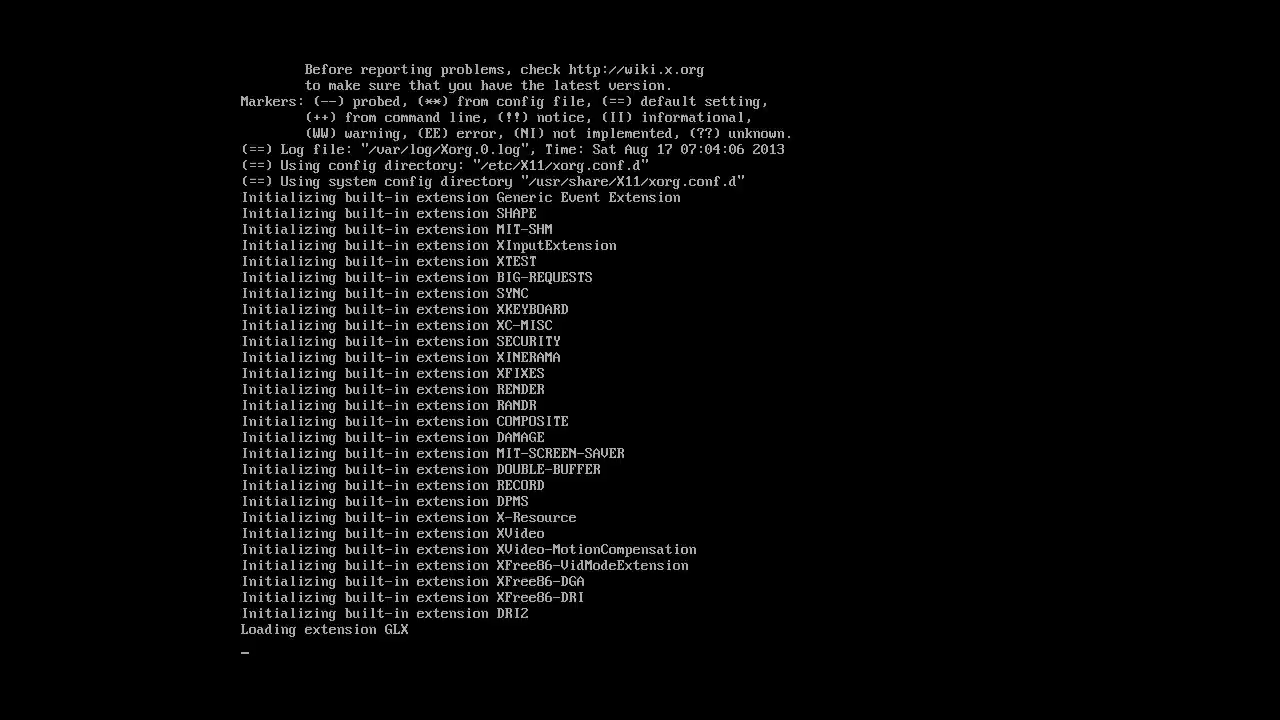 Before reporting problems, check http://wiki.x.org
to make sure that you have the latest version.
Markers: (--) probed, (**) from config file, (==) default setting,
(++) from command line, (!!) notice, (II) informational,
(WW) warning, (EE) error, (NI) not implemented, (??) unknown.
(==) Log file: "/var/log/Xorg.0.log", Time: Sat Aug 17 07:04:06 2013
(==) Using config directory: "/etc/X11/xorg.conf.d"
(==) Using system config directory "/usr/share/X11/xorg.conf.d"
Initializing built-in extension Generic Event Extension
Initializing built-in extension SHAPE
Initializing built-in extension MIT-SHM
Initializing built-in extension XInputExtension
Initializing built-in extension XTEST
Initializing built-in extension BIG-REQUESTS
Initializing built-in extension SYNC
Initializing built-in extension XKEYBOARD
Initializing built-in extension XC-MISC
Initializing built-in extension SECURITY
Initializing built-in extension XINERAMA
Initializing built-in extension XFIXES
Initializing built-in extension RENDER
Initializing built-in extension RANDR
Initializing built-in extension COMPOSITE
Initializing built-in extension DAMAGE
Initializing built-in extension MIT-SCREEN-SAVER
Initializing built-in extension DOUBLE-BUFFER
Initializing built-in extension RECORD
Initializing built-in extension DPMS
Initializing built-in extension X-Resource
Initializing built-in extension XVideo
Initializing built-in extension XVideo-MotionCompensation
Initializing built-in extension XFree86-VidModeExtension
Initializing built-in extension XFree86-DGA
Initializing built-in extension XFree86-DRI
Initializing built-in extension DRI2
Loading extension GLX